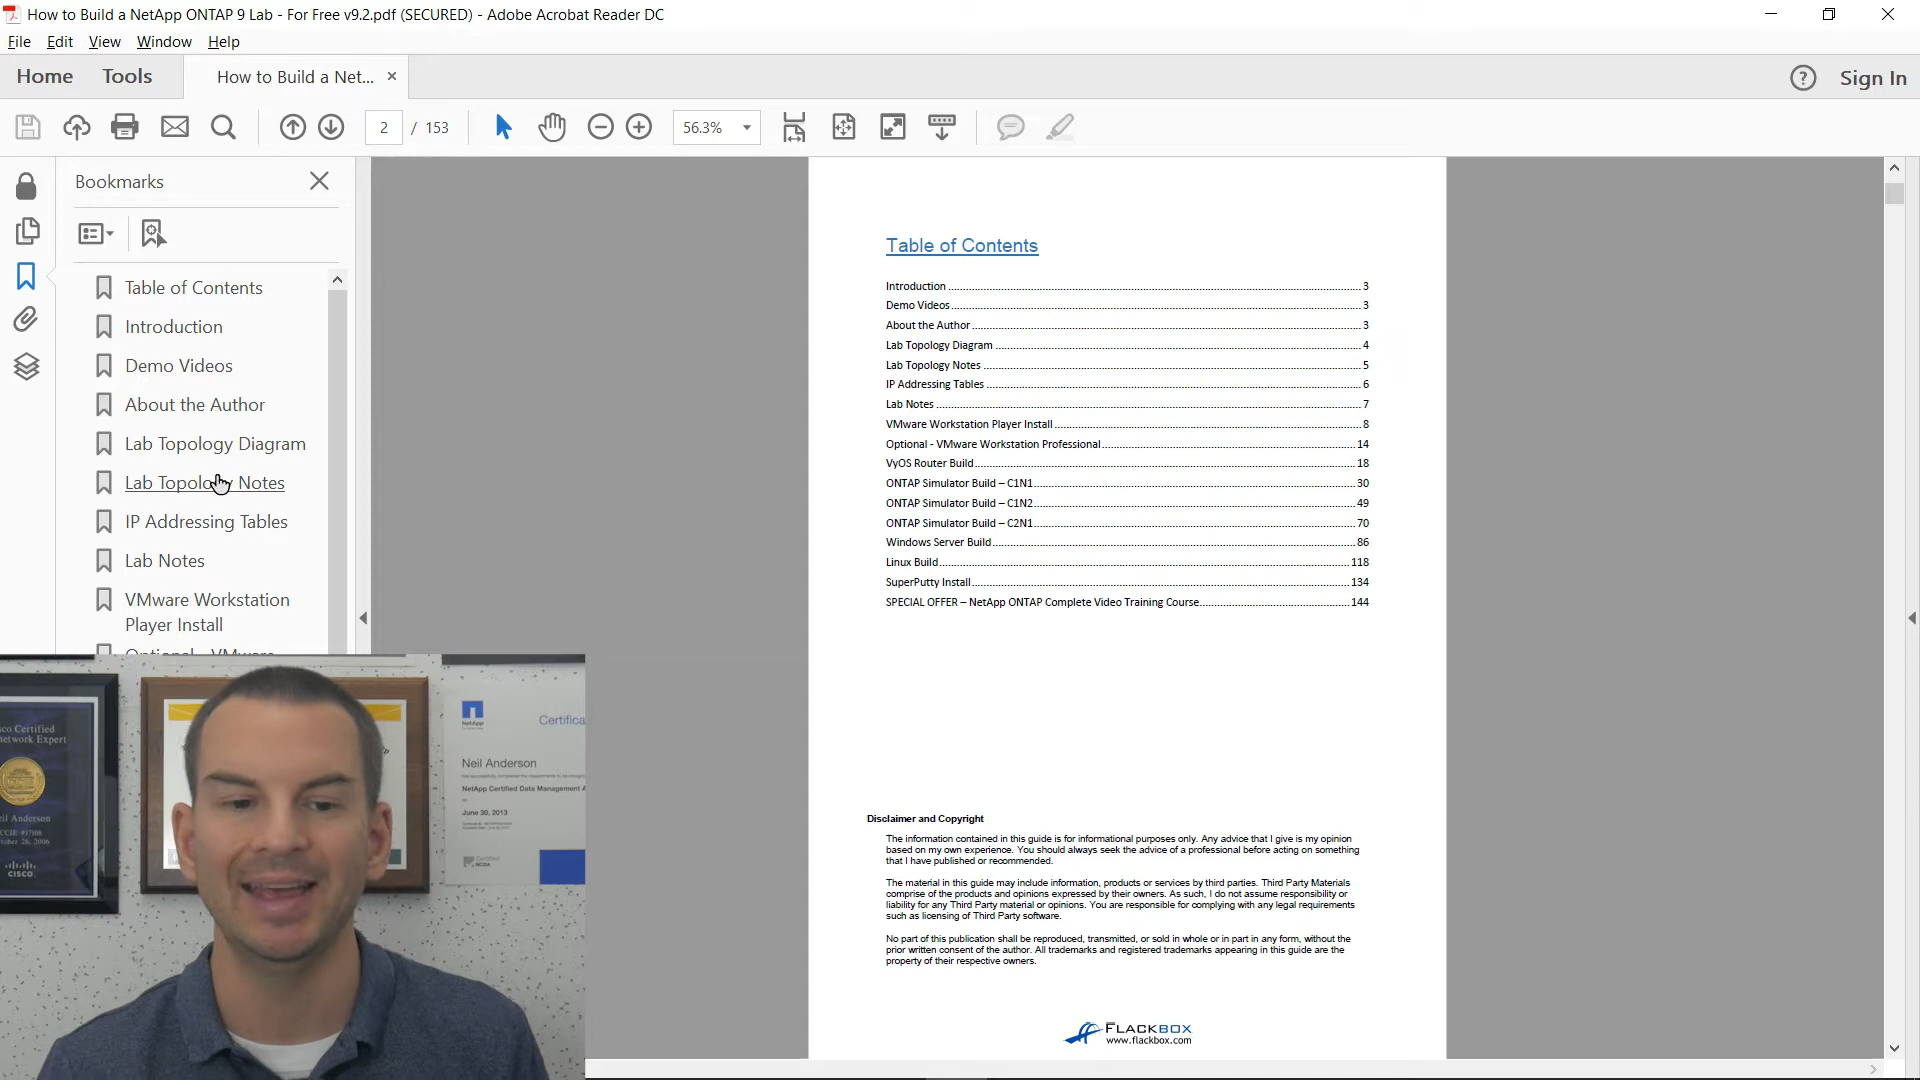 How to Build a NetApp ONTAP 9 Lab - For Free v9.2.pdf (SECURED) - Adobe Acrobat Reader DC
File Edit View Window Help
Home Tools How to Build a Net... × Sign In
2 / 153 56.3%
Bookmarks
Table of Contents
Introduction
Demo Videos
About the Author
Lab Topology Diagram
Lab Topology Notes
IP Addressing Tables
Lab Notes
VMware Workstation
Player Install
Optional - VMware
Table of Contents
Introduction 3
Demo Videos 3
About the Author 3
Lab Topology Diagram 4
Lab Topology Notes 5
IP Addressing Tables 6
Lab Notes 7
VMware Workstation Player Install 8
Optional - VMware Workstation Professional 14
VyOS Router Build 18
ONTAP Simulator Build – C1N1 30
ONTAP Simulator Build – C1N2 49
ONTAP Simulator Build – C2N1 70
Windows Server Build 86
Linux Build 118
SuperPutty Install 134
SPECIAL OFFER – NetApp ONTAP Complete Video Training Course 144
Disclaimer and Copyright
The information contained in this guide is for informational purposes only. Any advice that I give is my opinion
based on my own experience. You should always seek the advice of a professional before acting on something
that I have published or recommended.
The material in this guide may include information, products or services by third parties. Third Party Materials
comprise of the products and opinions expressed by their owners. As such, I do not assume responsibility or
liability for any Third Party material or opinions. You are responsible for complying with any legal requirements
such as licensing of Third Party software.
No part of this publication shall be reproduced, transmitted, or sold in whole or in part in any form, without the
prior written consent of the author. All trademarks and registered trademarks appearing in this guide are the
property of their respective owners.
FLACKBOX
www.flackbox.com
sco Certified
network Expert
eil Anderson
CCIE #17108
tober 26, 2006
CISCO
NetApp
Certifica
Neil Anderson
NetApp Certified Data Management A
June 30, 2013
Certified
NCDA